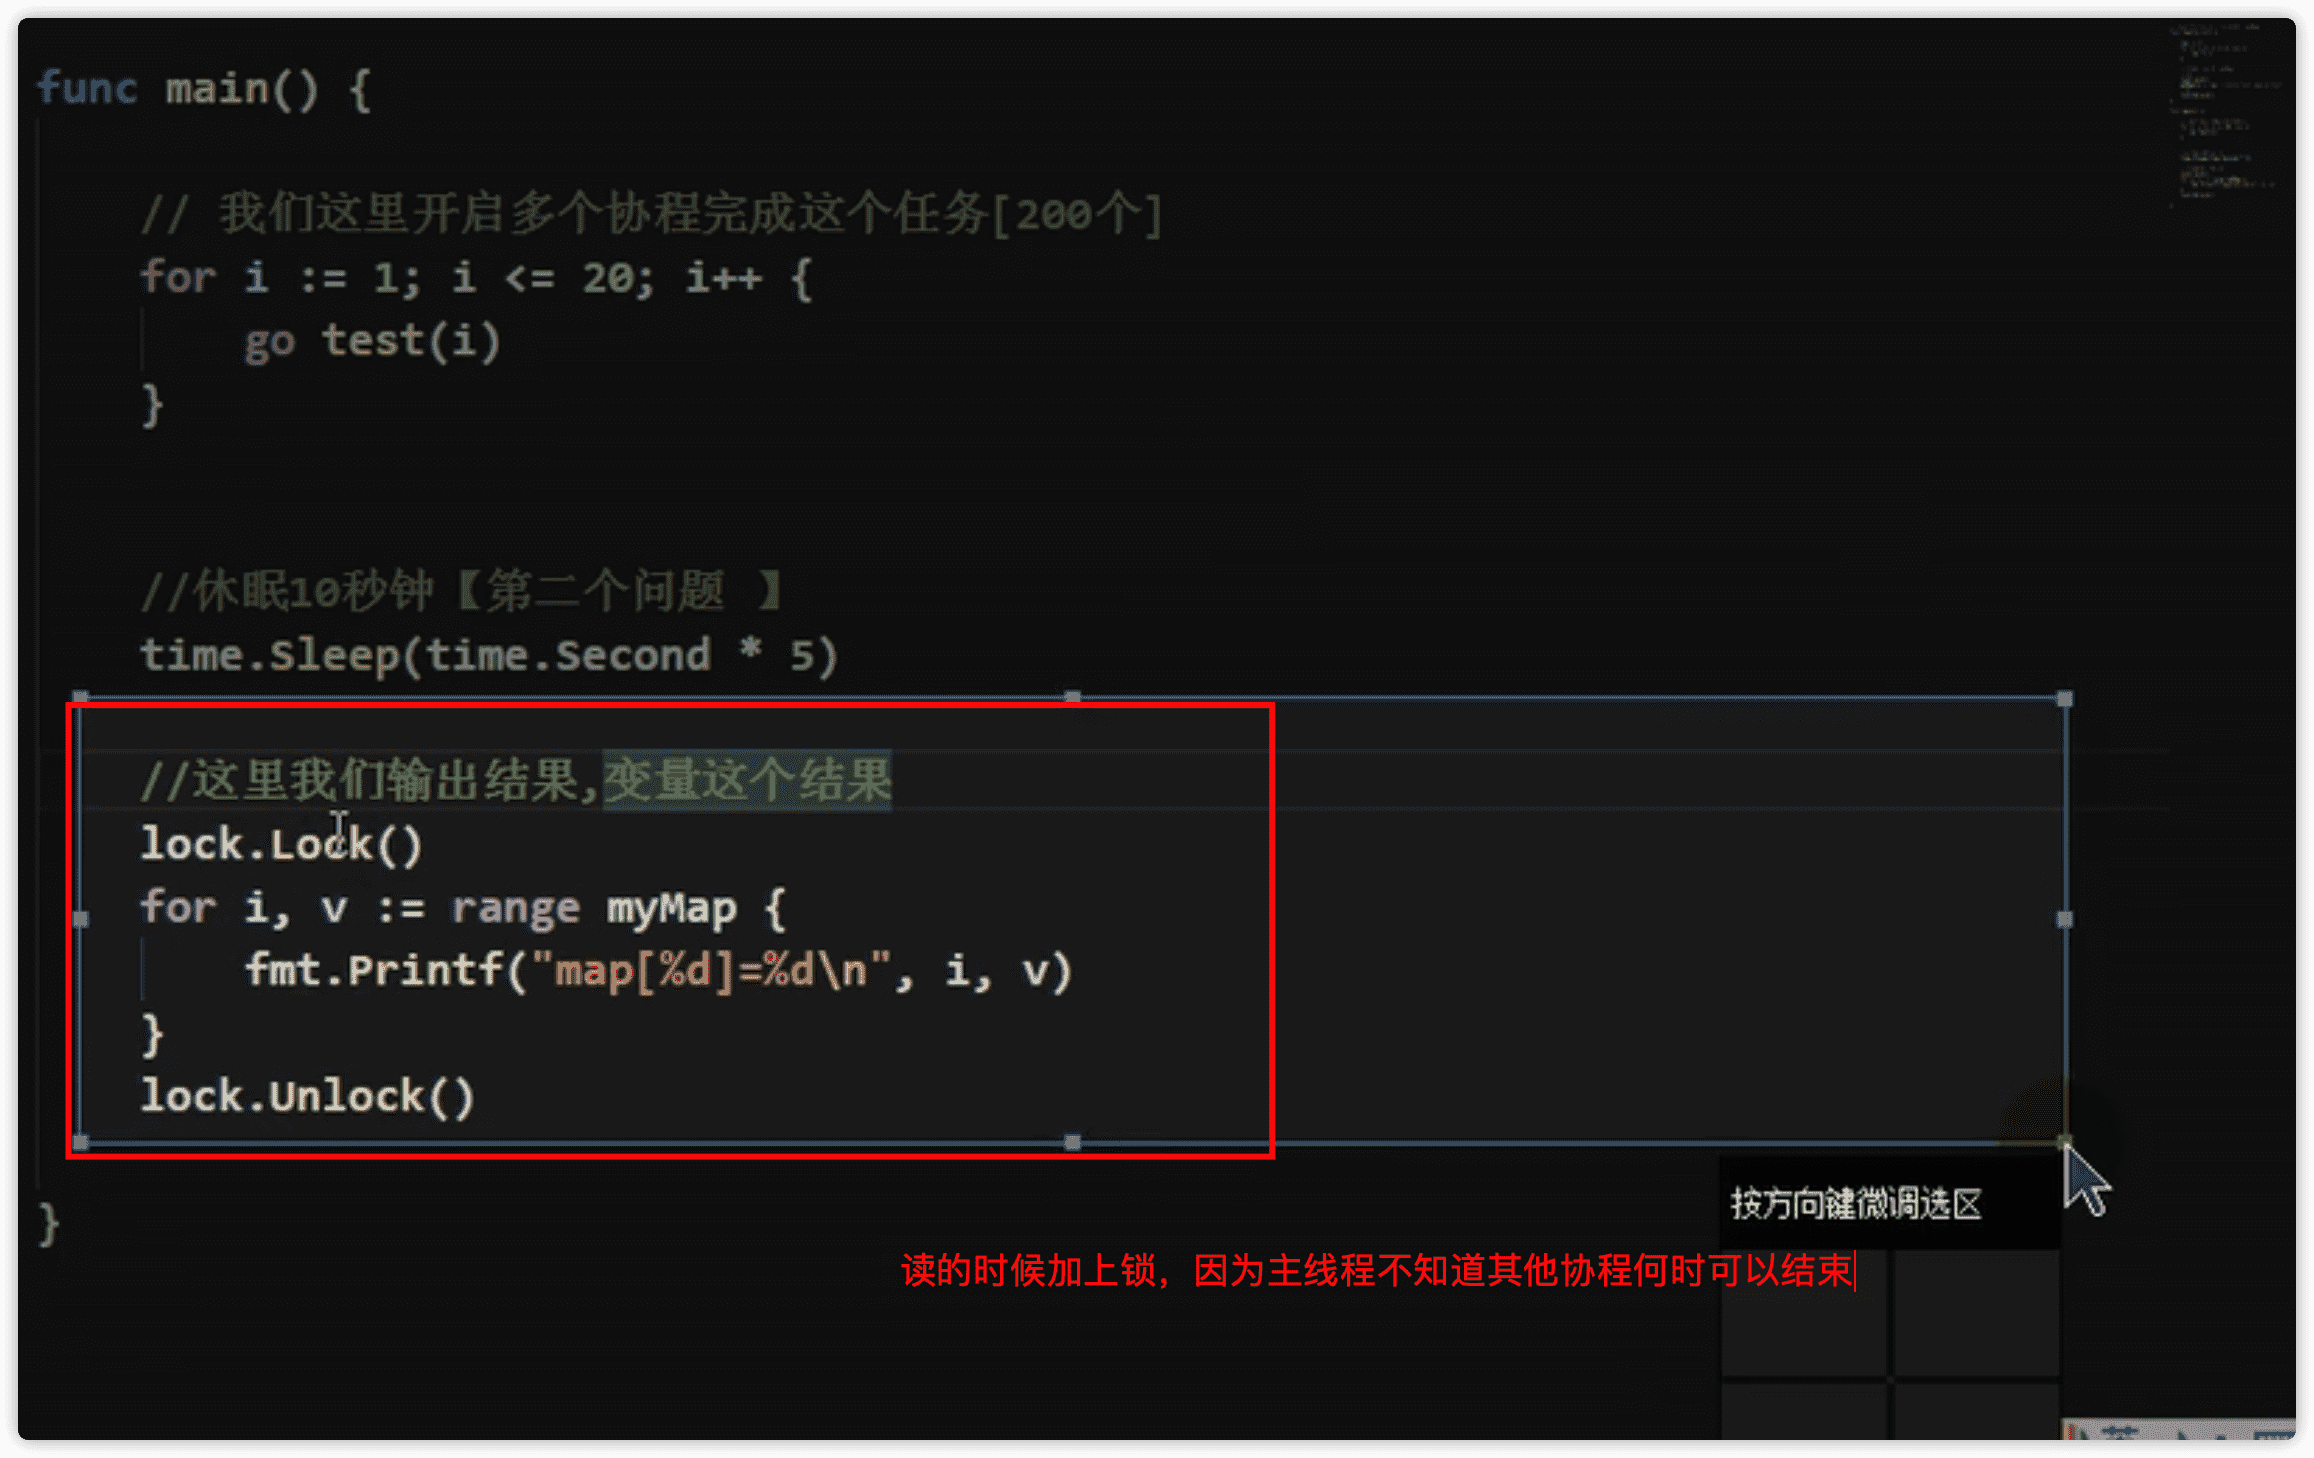 func main() {
// 我们这里开启多个协程完成这个任务[200个]
for i := 1; i <= 20; i++ {
go test(i)
}
//休眠10秒钟【第二个问题 】
time.Sleep(time.Second * 5)
//这里我们输出结果,变量这个结果
lock.Lock()
for i, v := range myMap {
fmt.Printf("map[%d]=%d\n", i, v)
}
lock.Unlock()
}
按方向键微调选区
读的时候加上锁，因为主线程不知道其他协程何时可以结束